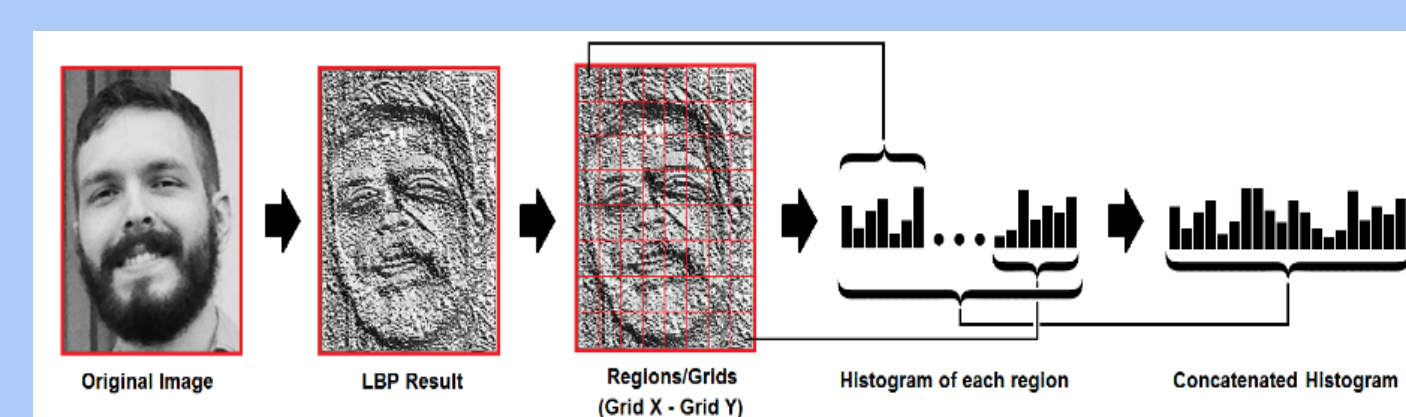 Original Image
LBP Result
Regions/Grids
(Grid X - Grid Y)
Histogram of each region
Concatenated Histogram